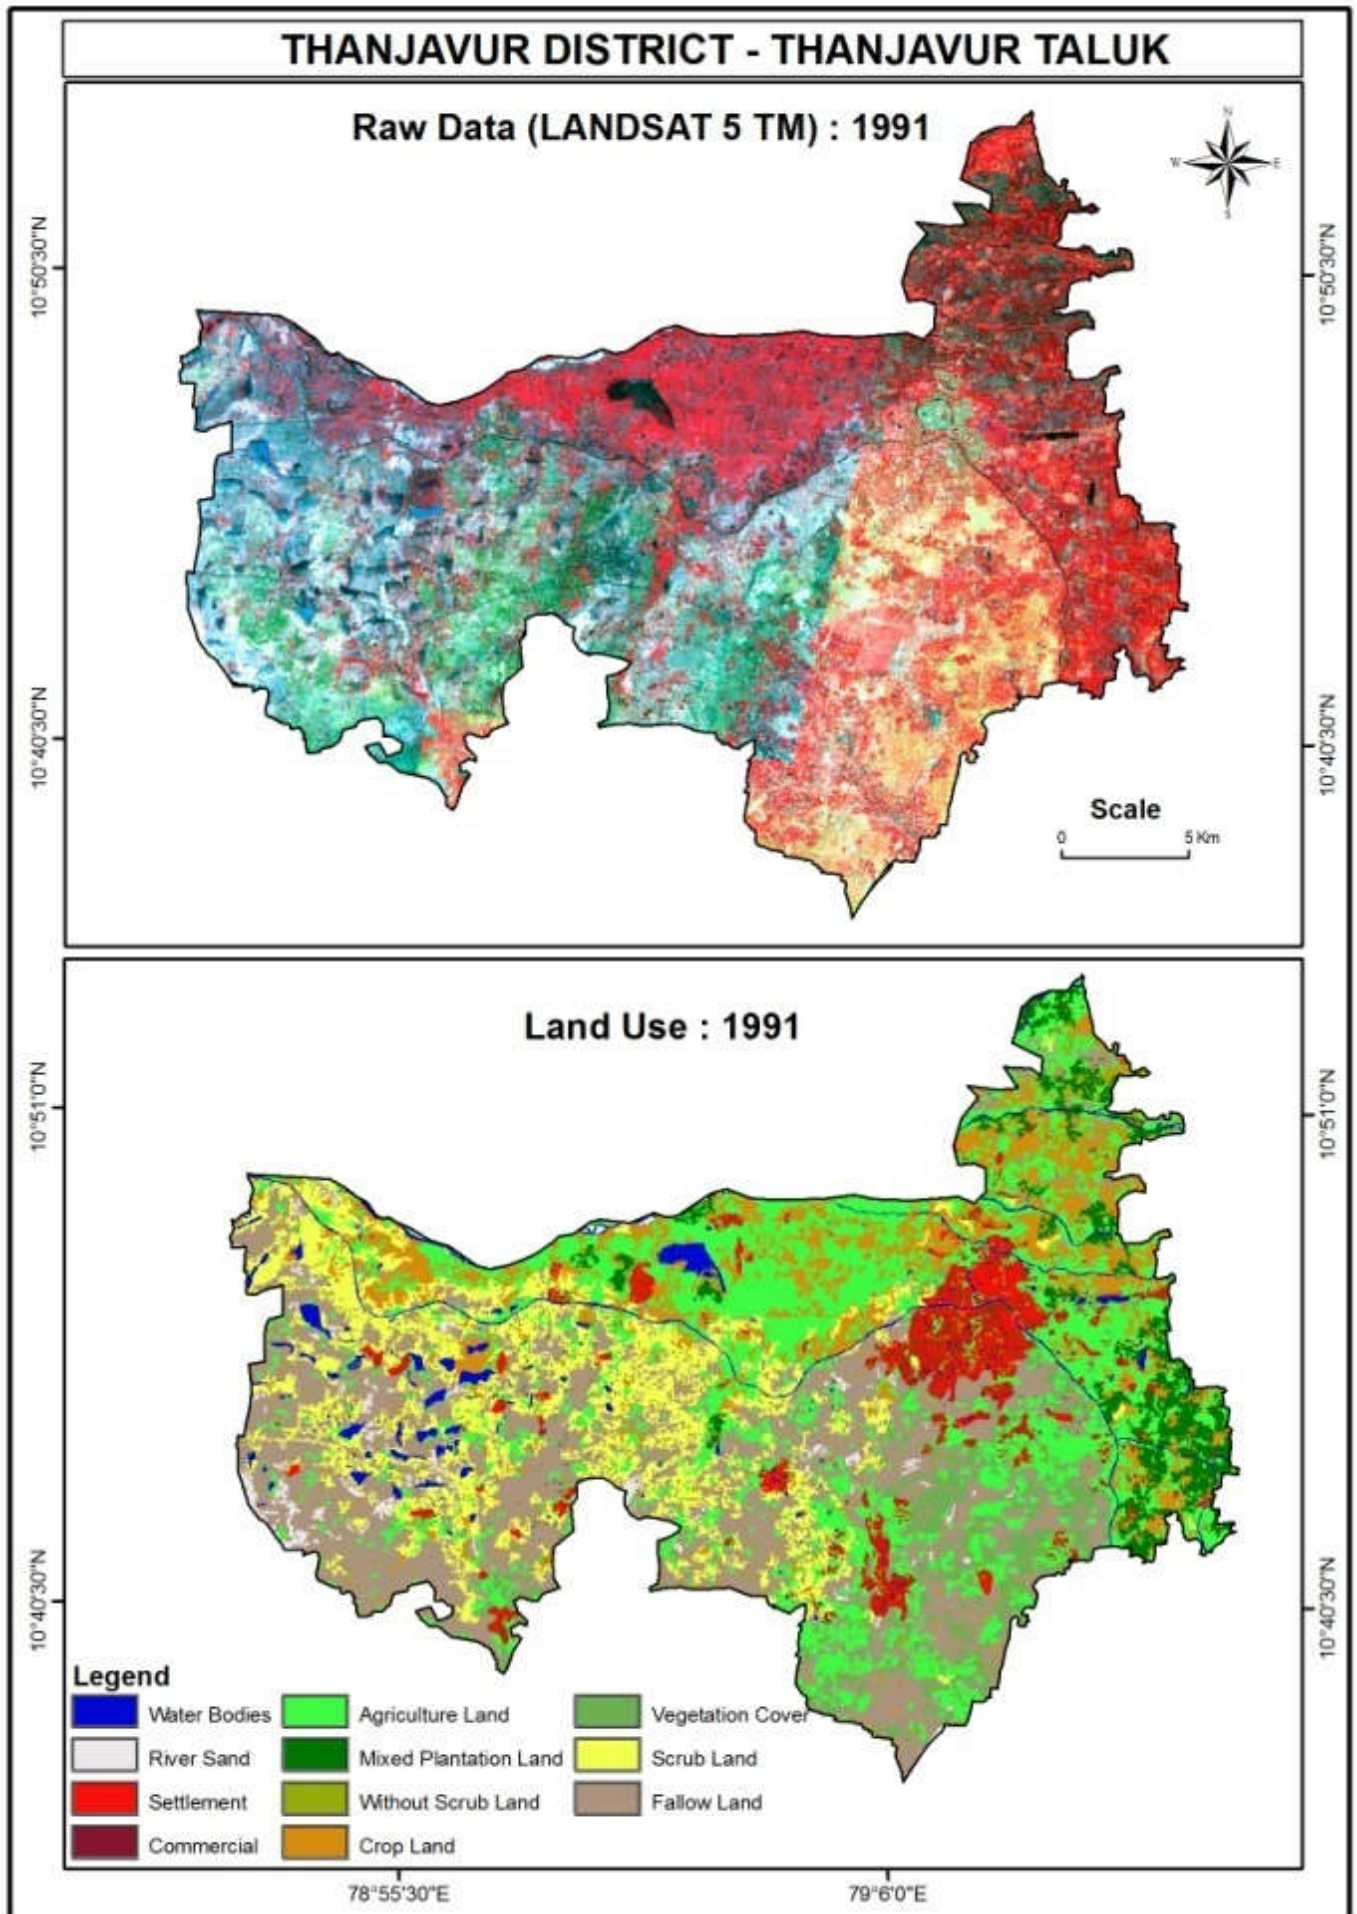 THANJAVUR DISTRICT - THANJAVUR TALUK
Raw Data (LANDSAT 5 TM) : 1991
N
W E
S
10°50'30"N
10°50'30"N
10°40'30"N
10°40'30"N
Scale
0 5 Km
Land Use : 1991
10°51'0"N
10°51'0"N
10°40'30"N
10°40'30"N
Legend
Water Bodies Agriculture Land Vegetation Cover
River Sand Mixed Plantation Land Scrub Land
Settlement Without Scrub Land Fallow Land
Commercial Crop Land
78°55'30"E 79°6'0"E